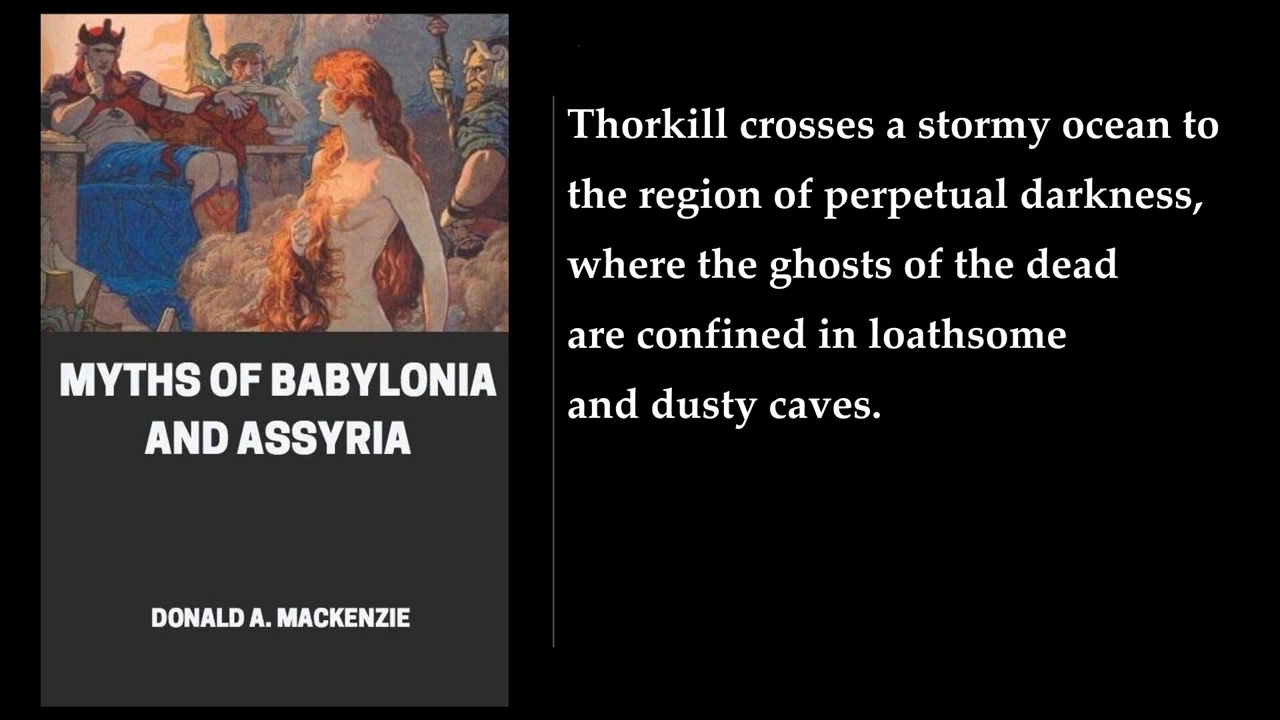 MYTHS OF BABYLONIA
AND ASSYRIA
DONALD A. MACKENZIE
Thorkill crosses a stormy ocean to
the region of perpetual darkness,
where the ghosts of the dead
are confined in loathsome
and dusty caves.